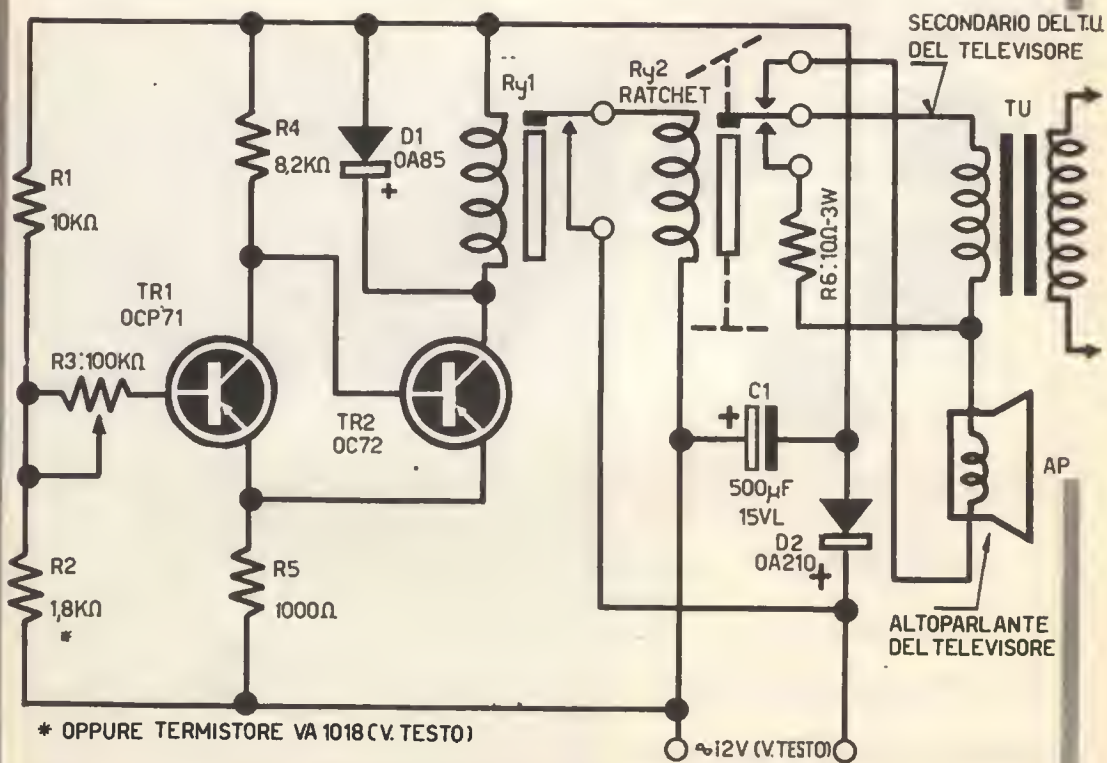 SECONDARIO DEL T.U.
DEL TELEVISORE
Ry1
Ry2
RATCHET
TU
R4
8,2KΩ
D1
OA85
+
R1
10KΩ
R6:10Ω-3W
TR1
OCP71
R3:100KΩ
TR2
OC72
C1
+
500µF
15VL
AP
D2
OA210
+
R2
1,8KΩ
*
R5
1000Ω
ALTOPARLANTE
DEL TELEVISORE
* OPPURE TERMISTORE VA 1018 (V. TESTO)
≈12V (V.TESTO)